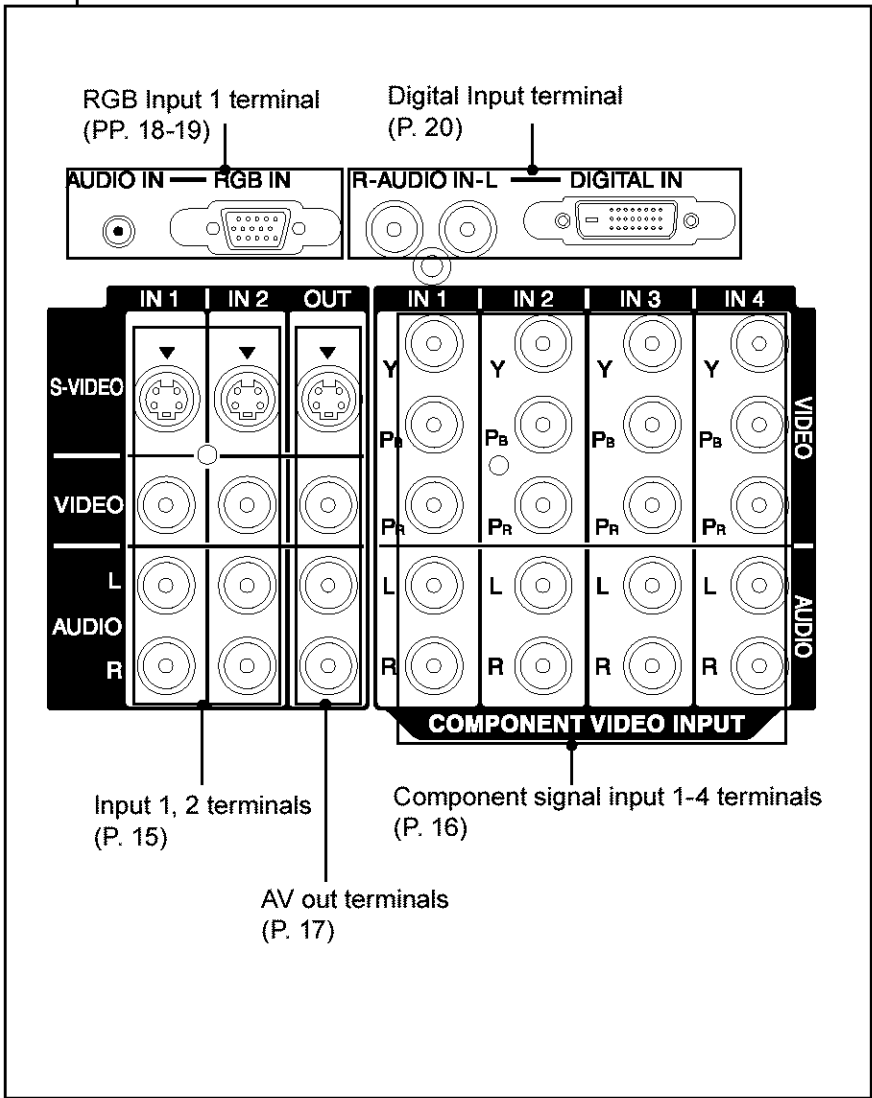 RGB Input 1 terminal
(PP. 18-19)
Digital Input terminal
(P. 20)
AUDIO IN — RGB IN
R-AUDIO IN-L — DIGITAL IN
IN 1 IN 2 OUT
IN 1 IN 2 IN 3 IN 4
S-VIDEO
Y Y Y Y
PB PB PB PB
VIDEO
VIDEO
PR PR PR PR
L
L L L L
AUDIO
AUDIO
R
R R R R
COMPONENT VIDEO INPUT
Input 1, 2 terminals
(P. 15)
Component signal input 1-4 terminals
(P. 16)
AV out terminals
(P. 17)